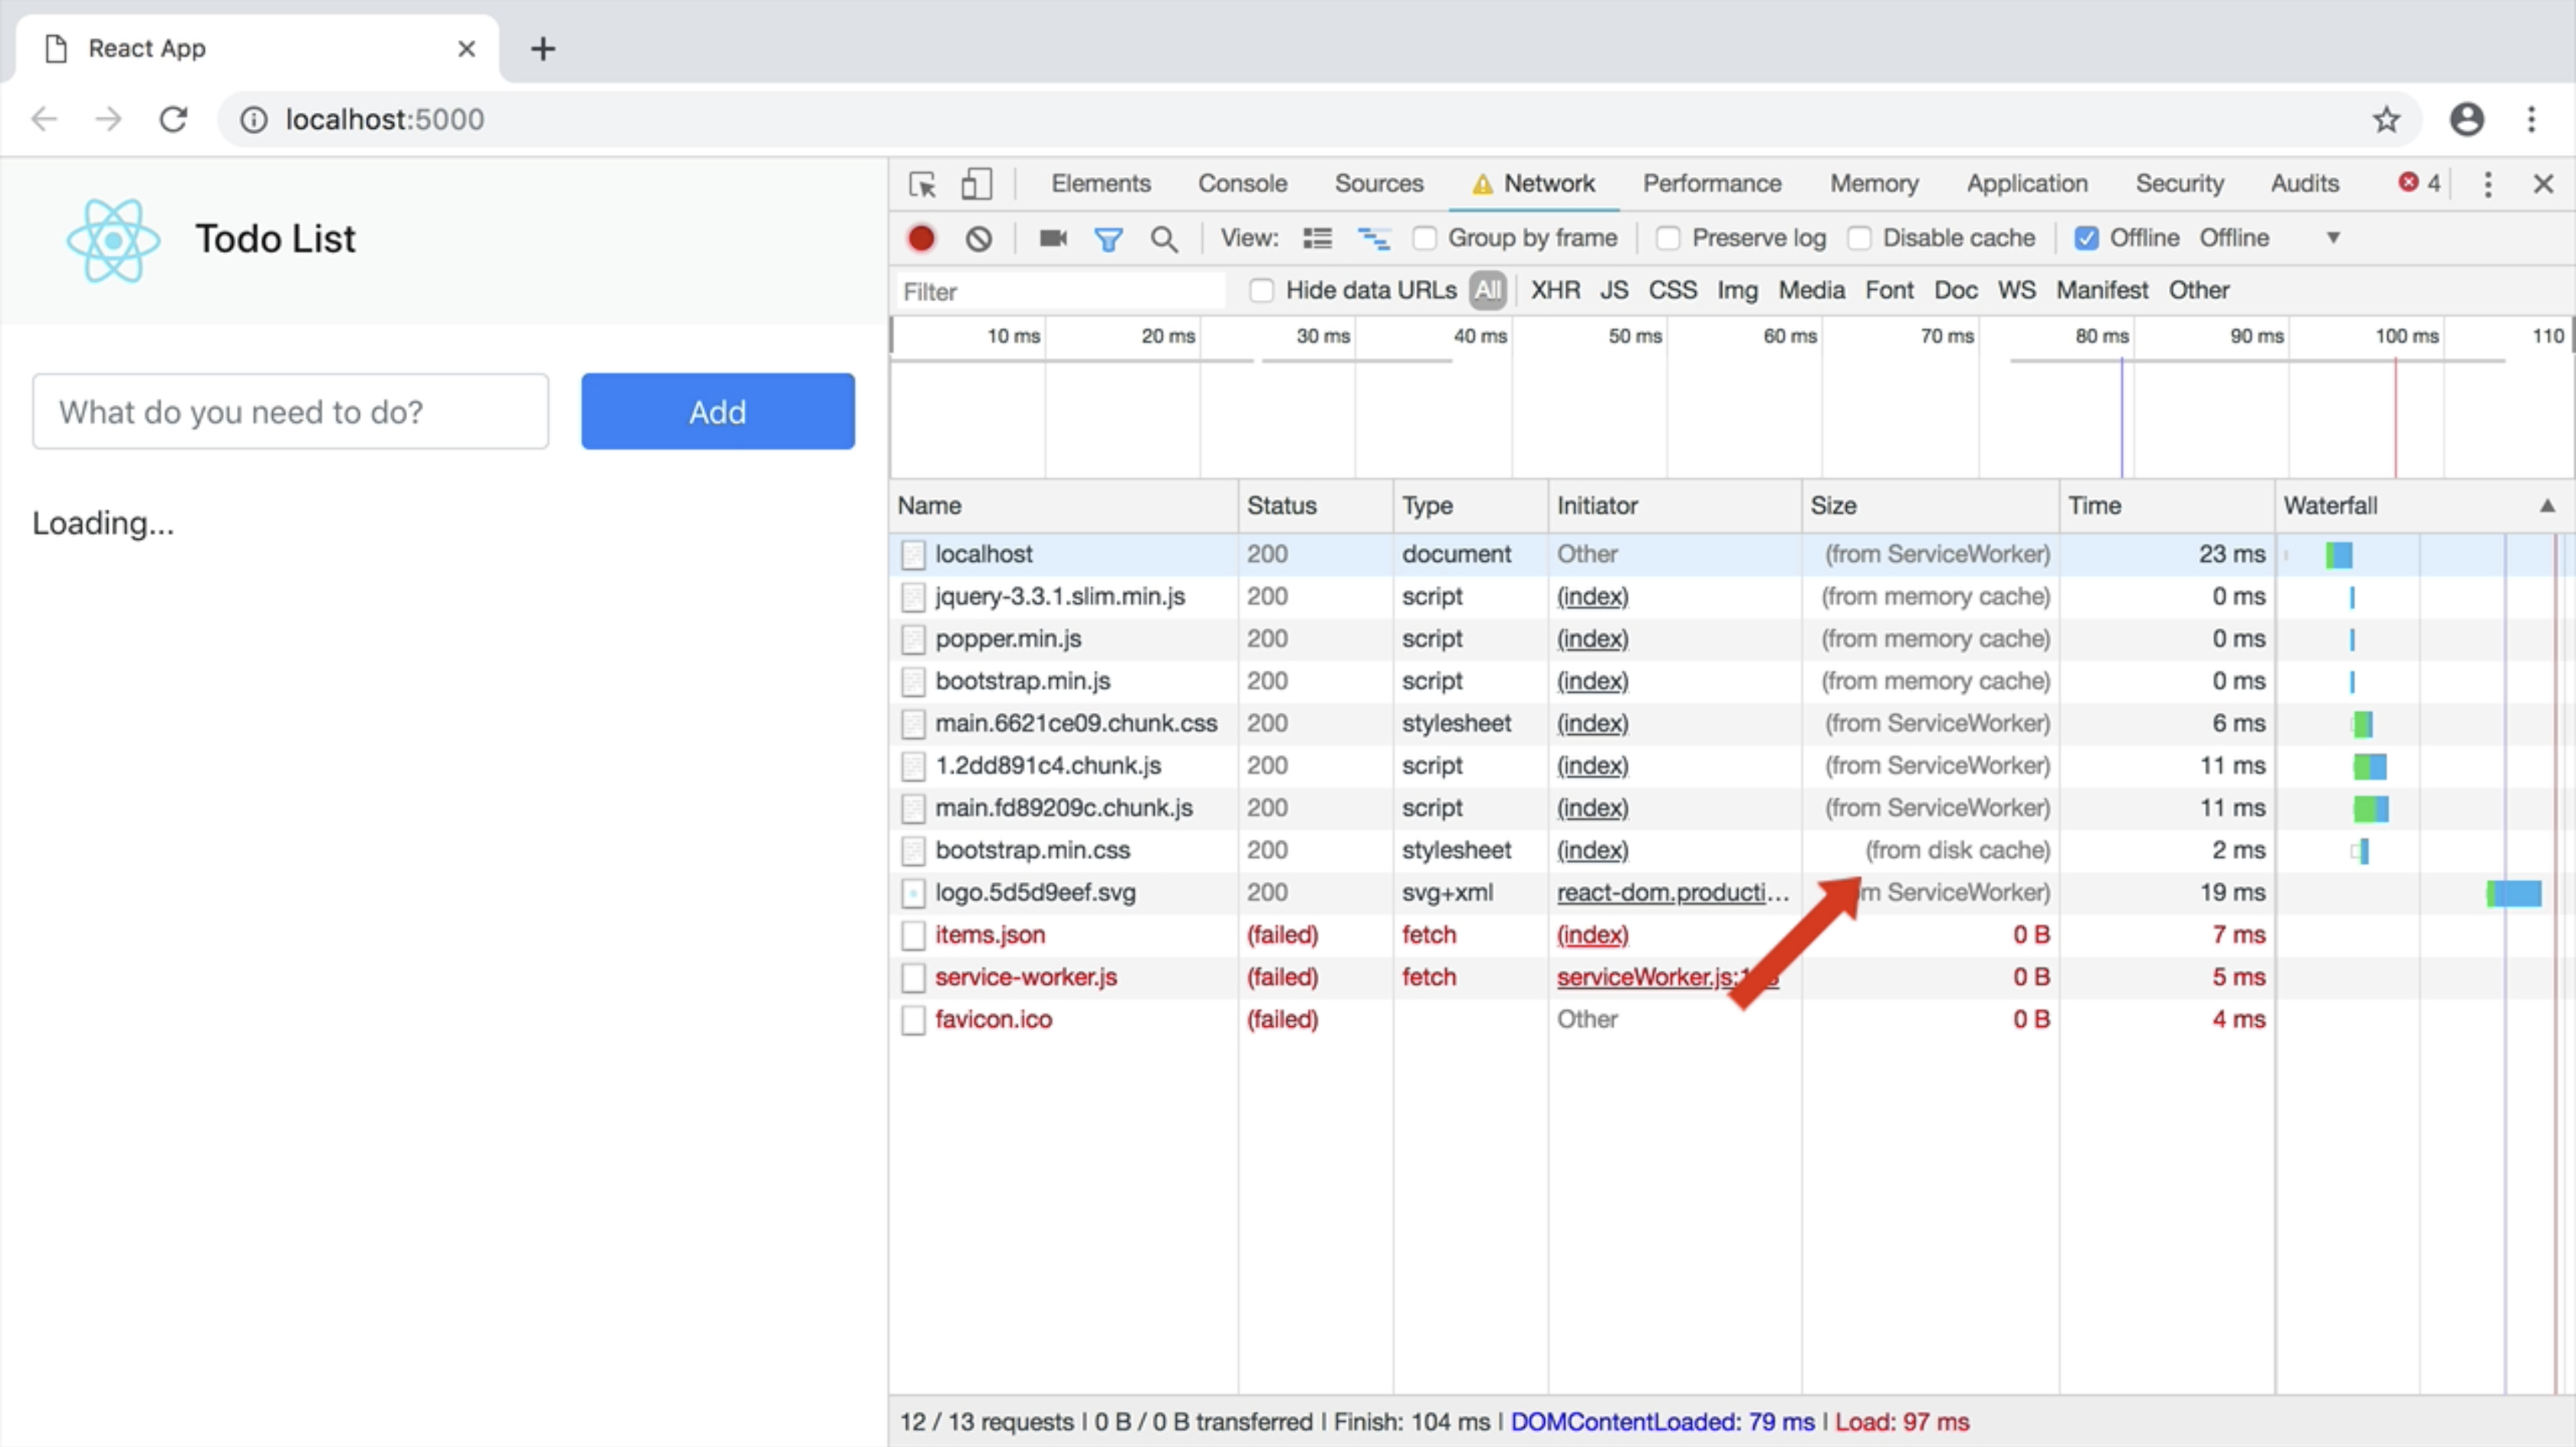 React App
localhost:5000
Todo List
What do you need to do?
Add
Loading...
Elements Console Sources Network Performance Memory Application Security Audits 4
View: Group by frame Preserve log Disable cache Offline Offline
Filter Hide data URLs All XHR JS CSS Img Media Font Doc WS Manifest Other
10 ms 20 ms 30 ms 40 ms 50 ms 60 ms 70 ms 80 ms 90 ms 100 ms 110
Name Status Type Initiator Size Time Waterfall
localhost 200 document Other (from ServiceWorker) 23 ms
jquery-3.3.1.slim.min.js 200 script (index) (from memory cache) 0 ms
popper.min.js 200 script (index) (from memory cache) 0 ms
bootstrap.min.js 200 script (index) (from memory cache) 0 ms
main.6621ce09.chunk.css 200 stylesheet (index) (from ServiceWorker) 6 ms
1.2dd891c4.chunk.js 200 script (index) (from ServiceWorker) 11 ms
main.fd89209c.chunk.js 200 script (index) (from ServiceWorker) 11 ms
bootstrap.min.css 200 stylesheet (index) (from disk cache) 2 ms
logo.5d5d9eef.svg 200 svg+xml react-dom.producti... ServiceWorker) 19 ms
items.json (failed) fetch (index) 0 B 7 ms
service-worker.js (failed) fetch serviceWorker.js: 0 B 5 ms
favicon.ico (failed) Other 0 B 4 ms
12 / 13 requests | 0 B / 0 B transferred | Finish: 104 ms | DOMContentLoaded: 79 ms | Load: 97 ms